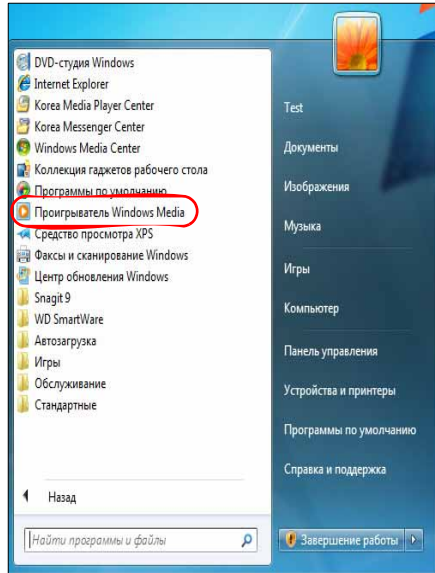 DVD-студия Windows
Internet Explorer
Korea Media Player Center
Korea Messenger Center
Windows Media Center
Коллекция гаджетов рабочего стола
Программы по умолчанию
Проигрыватель Windows Media
Средство просмотра XPS
Факсы и сканирование Windows
Центр обновления Windows
Snagit 9
WD SmartWare
Автозагрузка
Игры
Обслуживание
Стандартные
Назад
Найти программы и файлы
Test
Документы
Изображения
Музыка
Игры
Компьютер
Панель управления
Устройства и принтеры
Программы по умолчанию
Справка и поддержка
Завершение работы